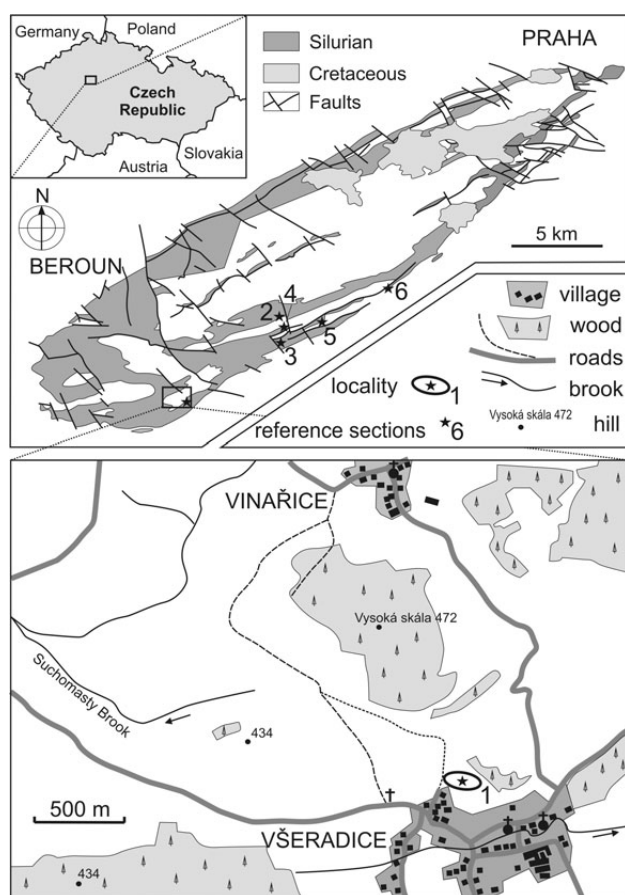 Germany
Poland
Czech
Republic
Slovakia
Austria
Silurian
Cretaceous
Faults
PRAHA
N
5 km
BEROUN
2
4
3
5
6
village
wood
roads
locality
1
brook
reference sections
6
Vysoká skála 472
hill
VINAŘICE
Vysoká skála 472
Suchomasty Brook
434
1
500 m
VŠERADICE
434